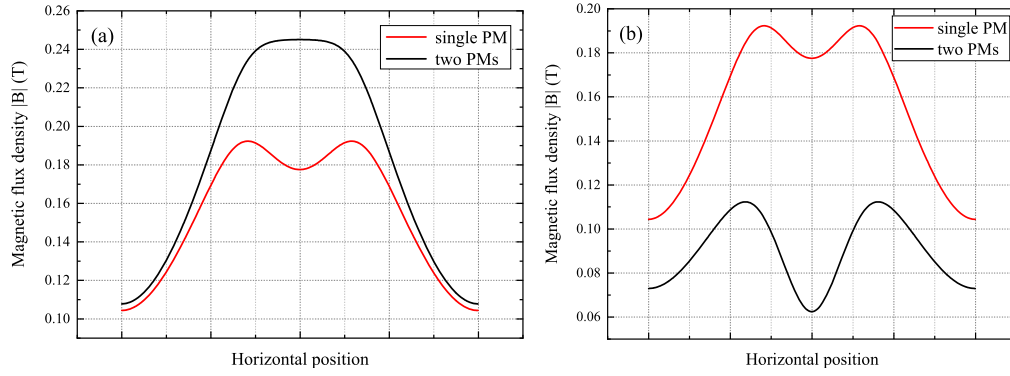 (a)
single PM
two PMs
0.26
0.24
0.22
0.20
0.18
0.16
0.14
0.12
0.10
Magnetic flux density |B| (T)
Horizontal position
(b)
single PM
two PMs
0.20
0.18
0.16
0.14
0.12
0.10
0.08
0.06
Magnetic flux density |B| (T)
Horizontal position